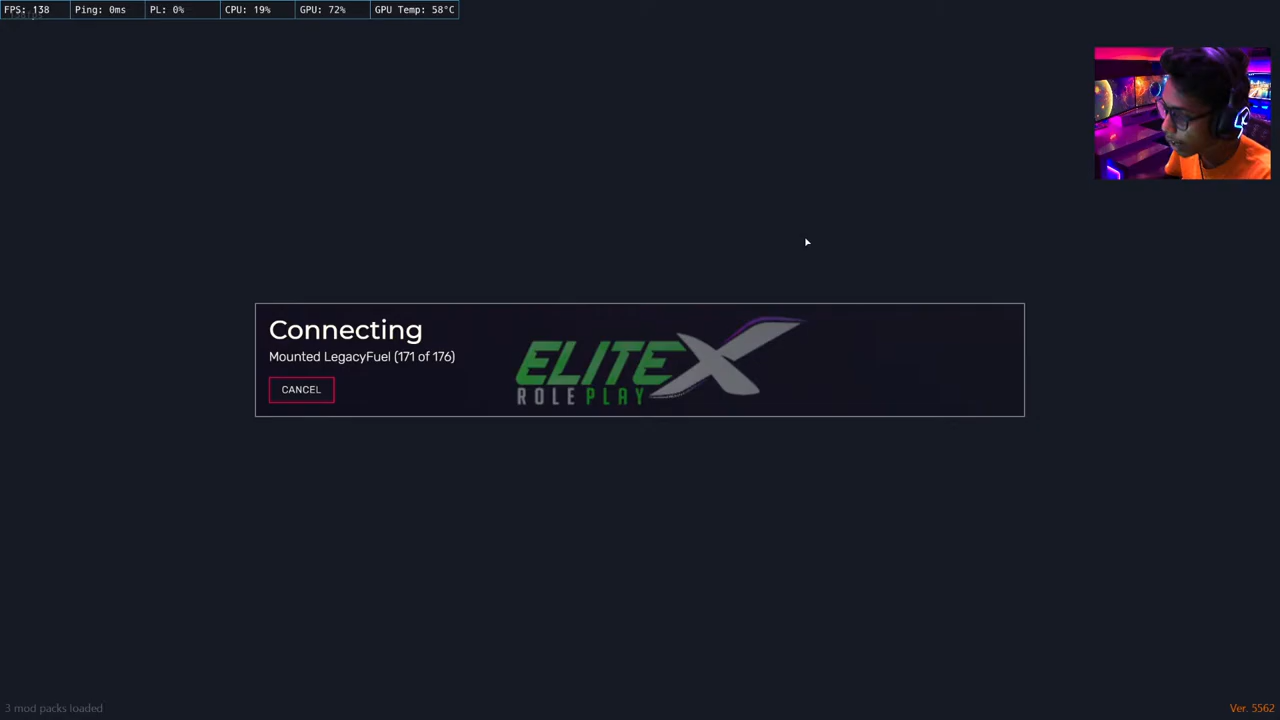 FPS: 138 Ping: 0ms PL: 0% CPU: 19% GPU: 72% GPU Temp: 58°C
Connecting
Mounted LegacyFuel (171 of 176)
CANCEL
ELITEX
ROLEPLAY
3 mod packs loaded
Ver. 5562